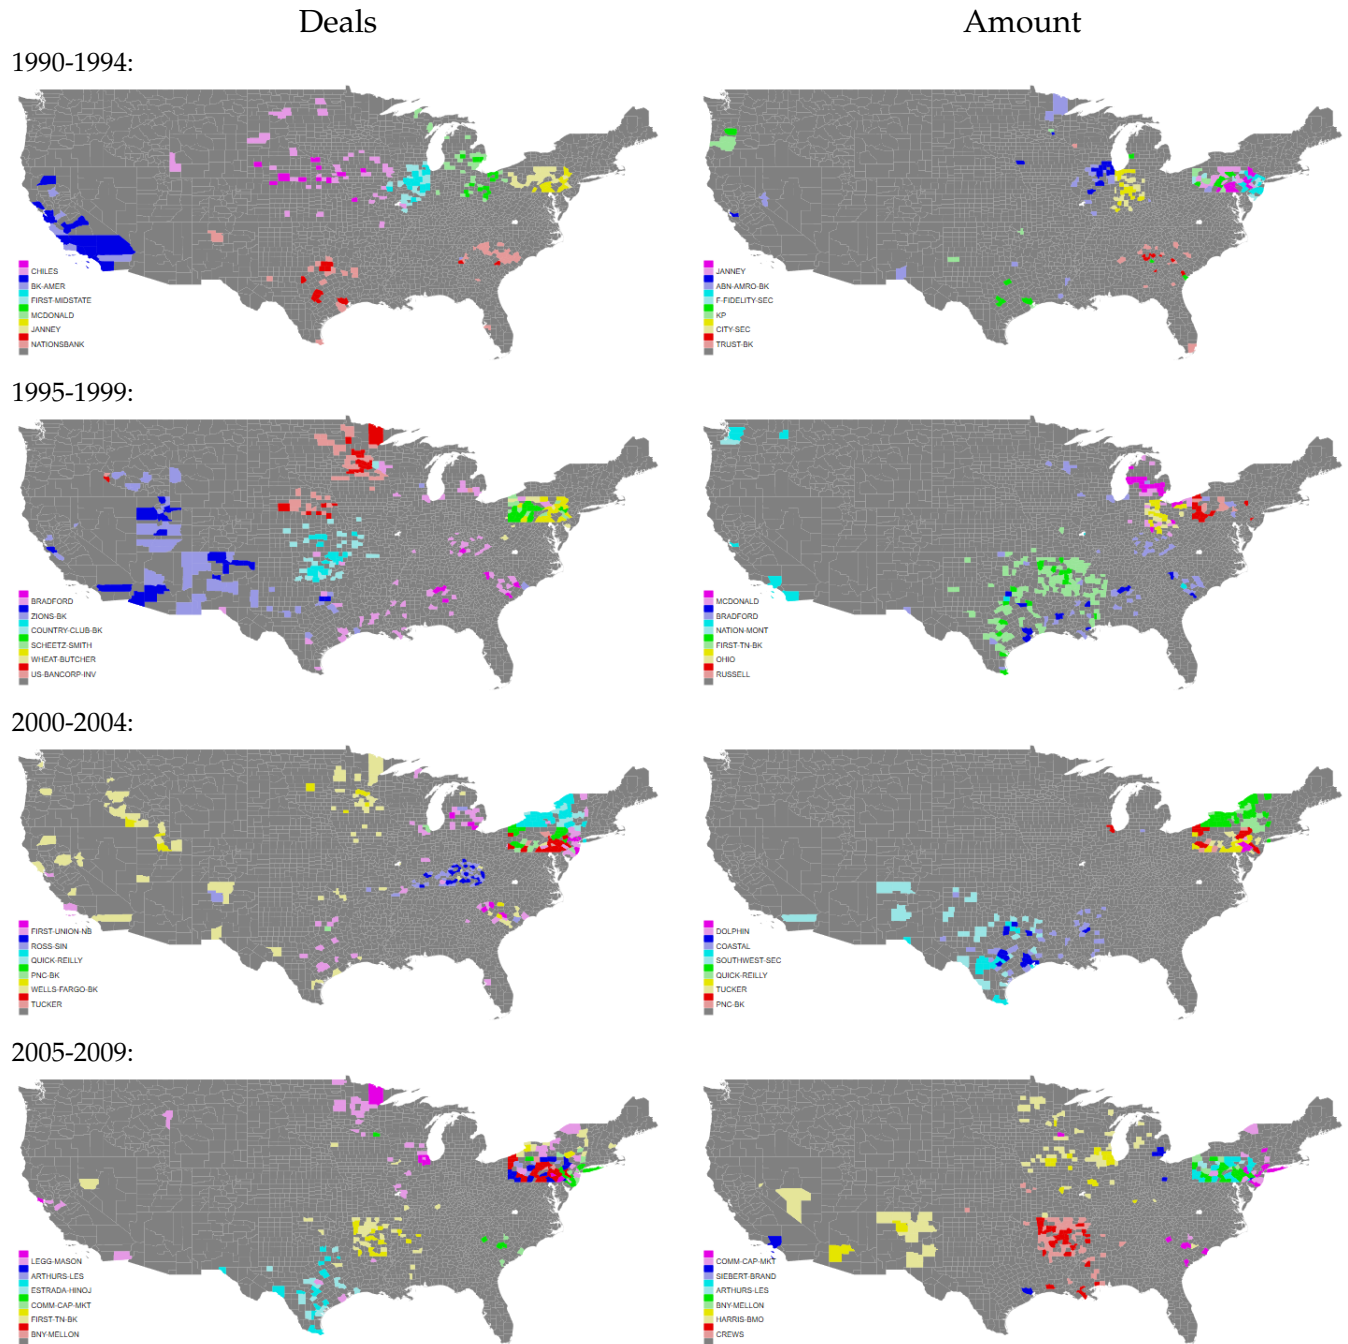 Deals
Amount
1990-1994:
CHILES
BK-AMER
FIRST-MIDSTATE
MCDONALD
JANNEY
NATIONSBANK
JANNEY
ABN-AMRO-BK
F-FIDELITY-SEC
KP
CITY-SEC
TRUST-BK
1995-1999:
BRADFORD
ZIONS-BK
COUNTRY-CLUB-BK
SCHEETZ-SMITH
WHEAT-BUTCHER
US-BANCORP-INV
MCDONALD
BRADFORD
NATION-MONT
FIRST-TN-BK
OHIO
RUSSELL
2000-2004:
FIRST-UNION-NB
ROSS-SIN
QUICK-REILLY
PNC-BK
WELLS-FARGO-BK
TUCKER
DOLPHIN
COASTAL
SOUTHWEST-SEC
QUICK-REILLY
TUCKER
PNC-BK
2005-2009:
LEGG-MASON
ARTHURS-LES
ESTRADA-HINOJ
COMM-CAP-MKT
FIRST-TN-BK
BNY-MELLON
COMM-CAP-MKT
SIEBERT-BRAND
ARTHURS-LES
BNY-MELLON
HARRIS-BMO
CREWS